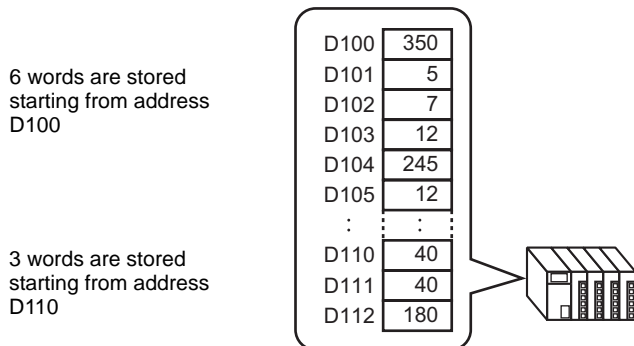 6 words are stored
starting from address
D100
D100 350
D101 5
D102 7
D103 12
D104 245
D105 12
: :
3 words are stored
starting from address
D110
D110 40
D111 40
D112 180